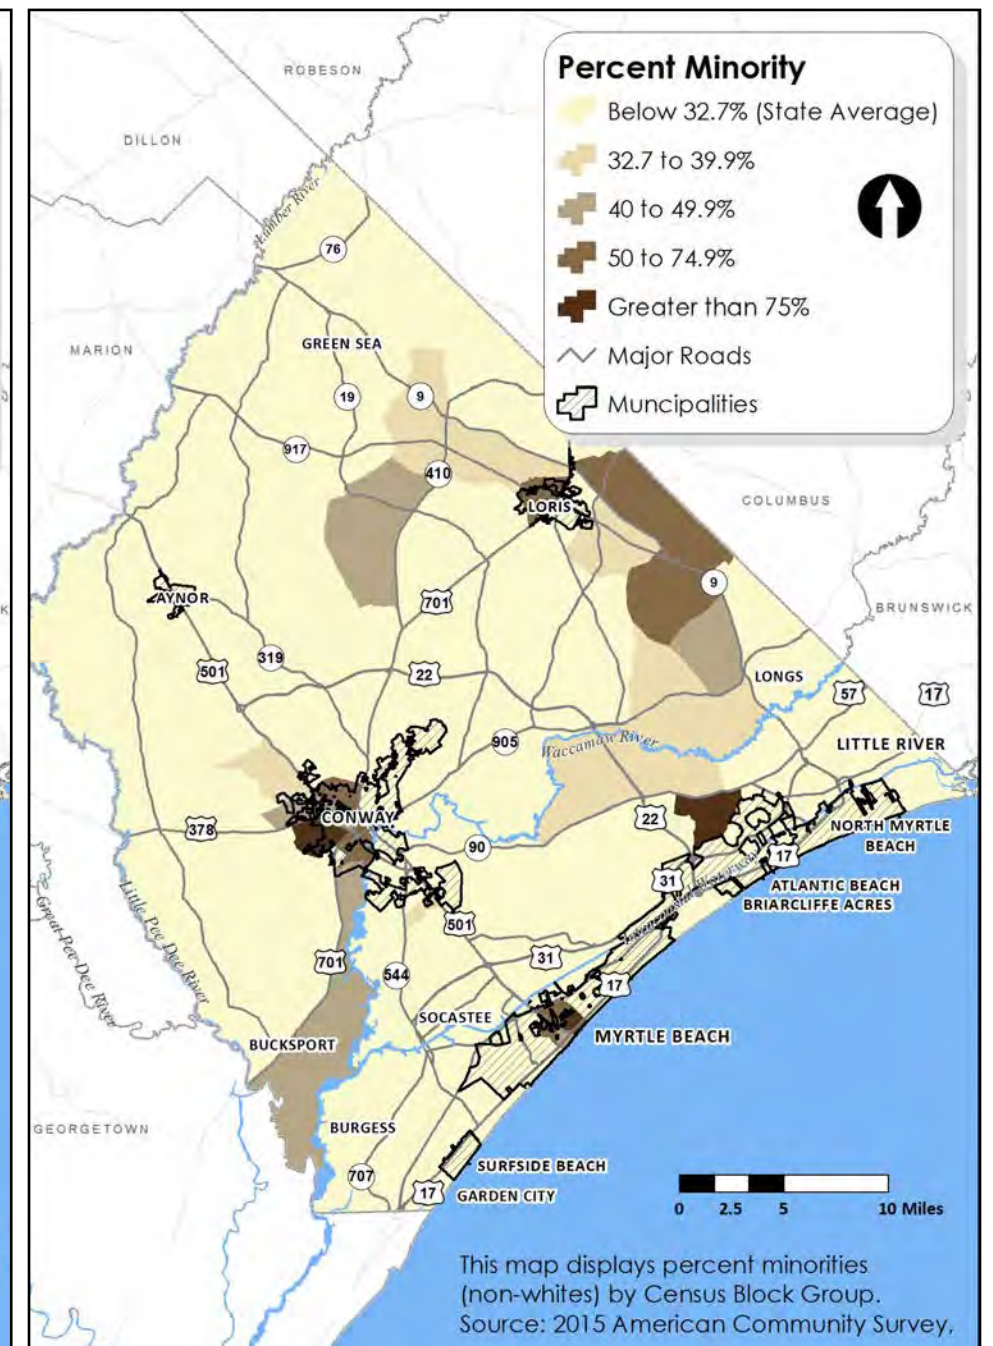 ROBESON
DILLON
Percent Minority
Below 32.7% (State Average)
32.7 to 39.9%
40 to 49.9%
50 to 74.9%
Greater than 75%
Major Roads
Muncipalities
Lumber River
76
MARION
GREEN SEA
19
9
917
410
LORIS
COLUMBUS
9
AYNOR
701
BRUNSWICK
319
501
22
LONGS
57
17
905
Waccamaw River
LITTLE RIVER
378
CONWAY
90
22
NORTH MYRTLE
BEACH
17
31
ATLANTIC BEACH
BRIARCLIFFE ACRES
Little Pee Dee River
Great Pee Dee River
501
701
544
31
17
SOCASTEE
BUCKSPORT
MYRTLE BEACH
GEORGETOWN
BURGESS
SURFSIDE BEACH
707
17
GARDEN CITY
0 2.5 5 10 Miles
This map displays percent minorities
(non-whites) by Census Block Group.
Source: 2015 American Community Survey,